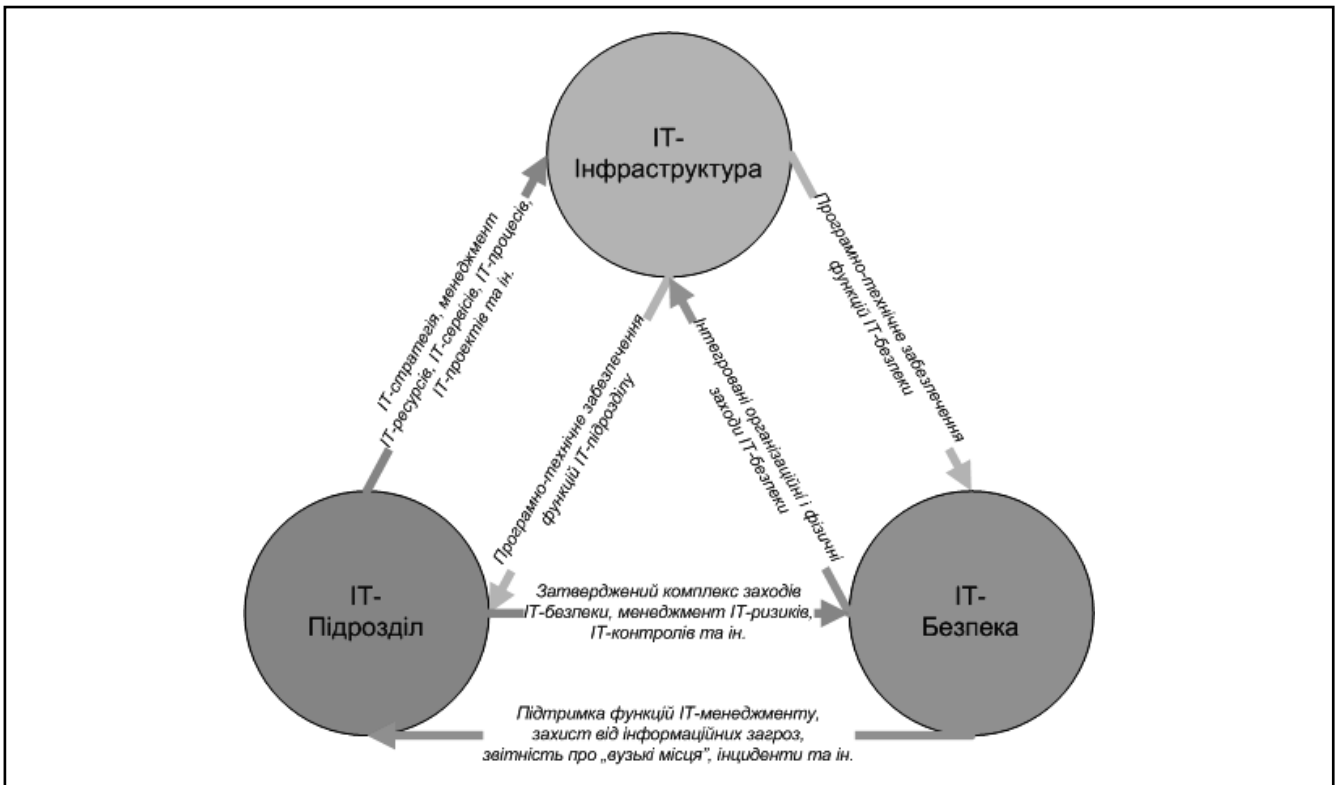 ІТ-
Інфраструктура
ІТ-стратегія, менеджмент
ІТ-ресурсів, ІТ-сервісів, ІТ-процесів,
ІТ-проектів та ін.
Програмно-технічне забезпечення
функцій ІТ-підрозділу
Інтегровані організаційні і фізичні
заходи ІТ-безпеки
Програмно-технічне забезпечення
функцій ІТ-безпеки
ІТ-
Підрозділ
Затверджений комплекс заходів
ІТ-безпеки, менеджмент ІТ-ризиків,
ІТ-контролів та ін.
ІТ-
Безпека
Підтримка функцій ІТ-менеджменту,
захист від інформаційних загроз,
звітність про „вузькі місця”, інциденти та ін.